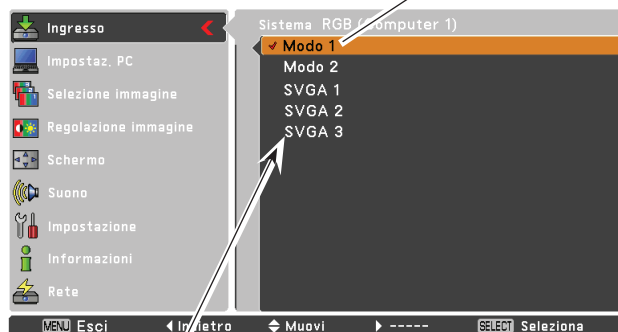 Ingresso
Impostaz. PC
Selezione immagine
Regolazione immagine
Schermo
Suono
Impostazione
Informazioni
Rete
Sistema RGB (Computer 1)
Modo 1
Modo 2
SVGA 1
SVGA 2
SVGA 3
MENU Esci Indietro Muovi ----- SELECT Seleziona